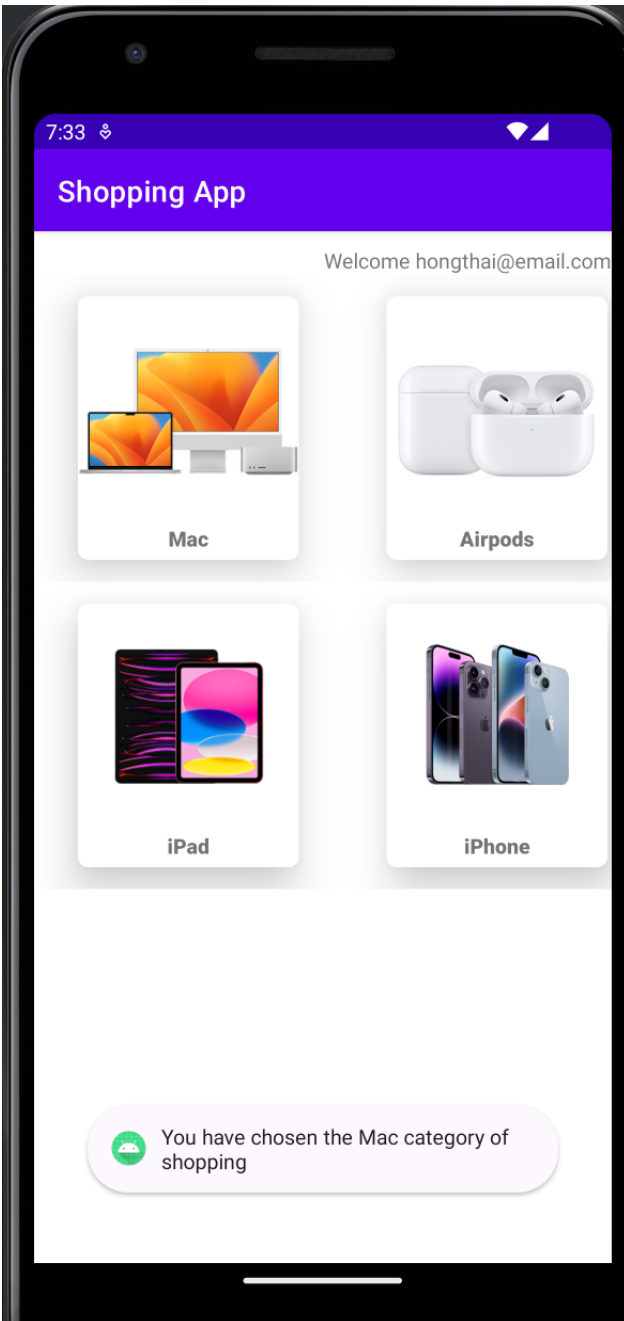 7:33
Shopping App
Welcome hongthai@email.com
Mac
Airpods
iPad
iPhone
You have chosen the Mac category of
shopping